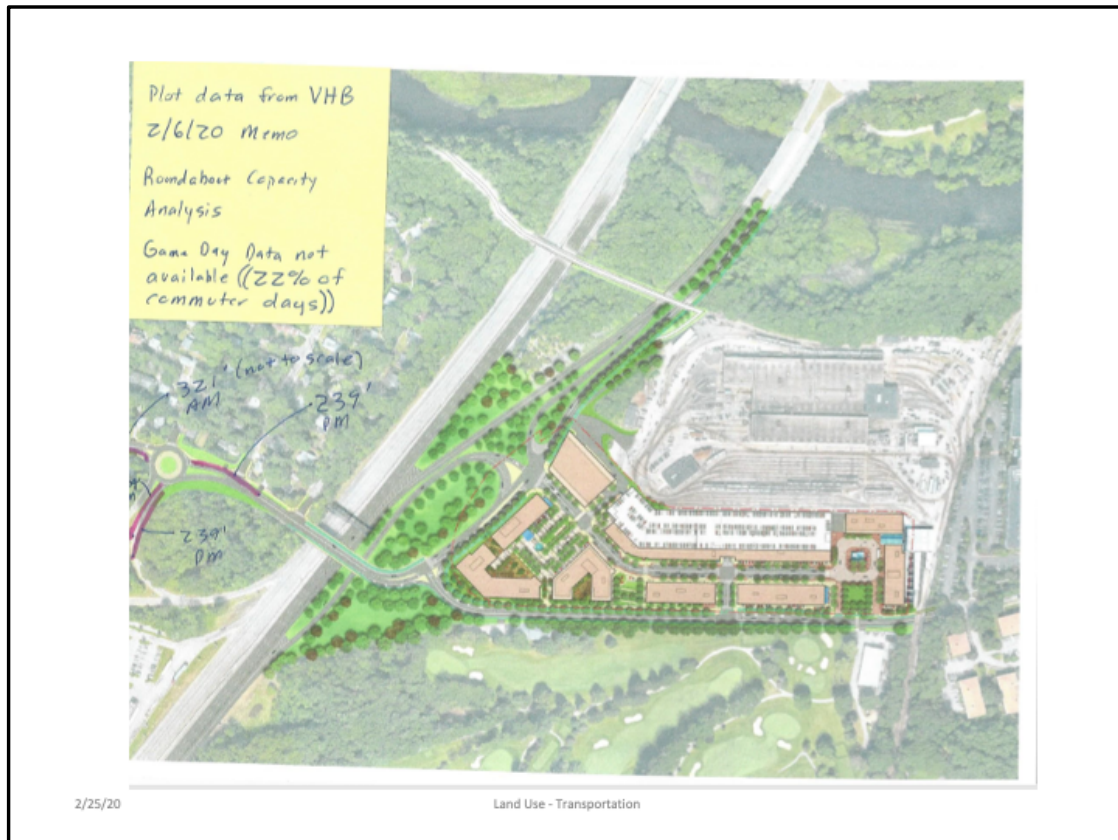 Plot data from VHB
2/6/20 Memo
Roundabout Capacity
Analysis
Game Day Data not
available ((22% of
commuter days))
321' (not to scale)
AM
239'
PM
239'
PM
2/25/20
Land Use - Transportation